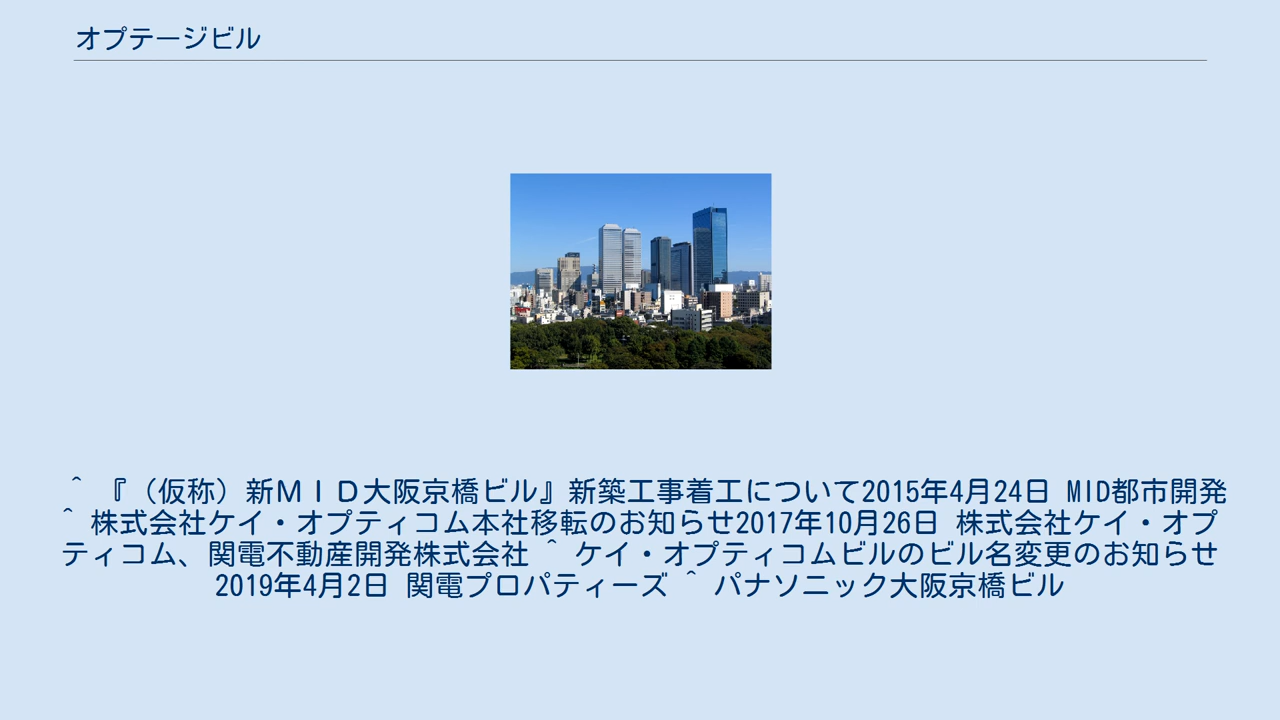 オプテージビル
^ 『（仮称）新ＭＩＤ大阪京橋ビル』新築工事着工について2015年4月24日 MID都市開発
^ 株式会社ケイ・オプティコム本社移転のお知らせ2017年10月26日 株式会社ケイ・オプ
ティコム、関電不動産開発株式会社 ^ ケイ・オプティコムビルのビル名変更のお知らせ
2019年4月2日 関電プロパティーズ ^ パナソニック大阪京橋ビル